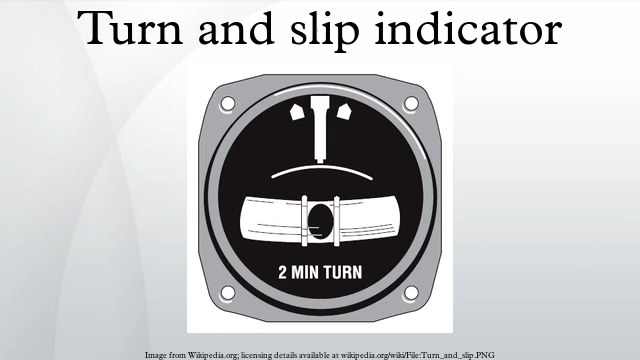 Turn and slip indicator
2 MIN TURN
Image from Wikipedia.org; licensing details available at wikipedia.org/wiki/File:Turn_and_slip.PNG